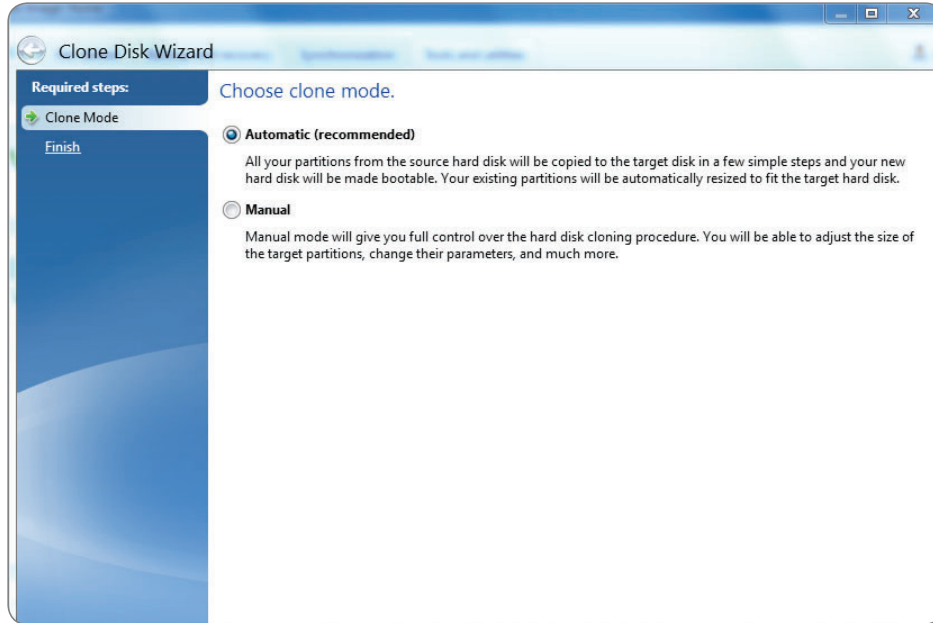 Clone Disk Wizard
Required steps:
Clone Mode
Finish
Choose clone mode.
Automatic (recommended)
All your partitions from the source hard disk will be copied to the target disk in a few simple steps and your new
hard disk will be made bootable. Your existing partitions will be automatically resized to fit the target hard disk.
Manual
Manual mode will give you full control over the hard disk cloning procedure. You will be able to adjust the size of
the target partitions, change their parameters, and much more.